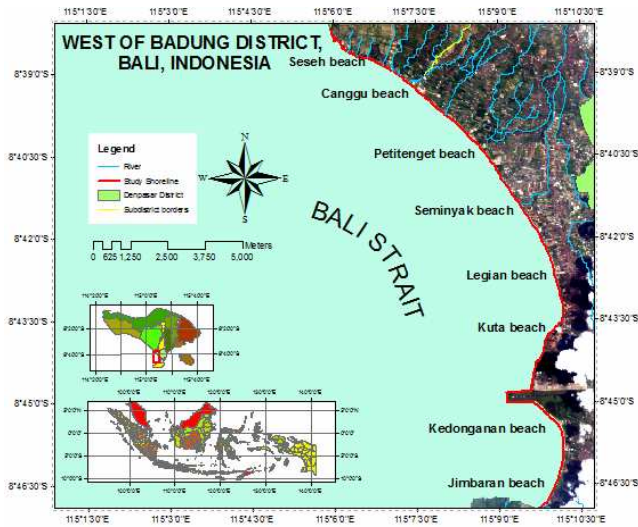 115°1'30"E 115°3'0"E 115°4'30"E 115°6'0"E 115°7'30"E 115°9'0"E 115°10'30"E
WEST OF BADUNG DISTRICT,
BALI, INDONESIA
Seseh beach
8°39'0"S 8°39'0"S
Canggu beach
Legend
River
Study Shoreline
Denpasar District
Subdistrict borders
N
W E
S
8°40'30"S 8°40'30"S
Petitenget beach
Seminyak beach
BALI STRAIT
8°42'0"S 8°42'0"S
0 625 1,250 2,500 3,750 5,000
Meters
Legian beach
8°43'30"S 8°43'30"S
Kuta beach
8°45'0"S 8°45'0"S
Kedonganan beach
Jimbaran beach
8°46'30"S 8°46'30"S
115°1'30"E 115°3'0"E 115°4'30"E 115°6'0"E 115°7'30"E 115°9'0"E 115°10'30"E